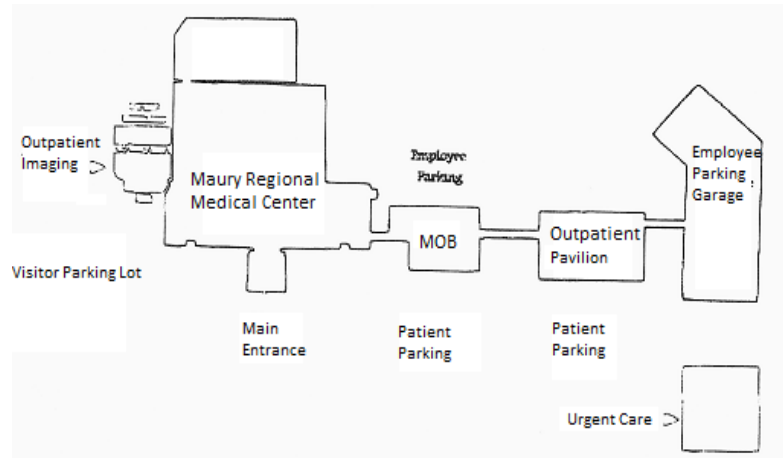 Outpatient
Imaging
Maury Regional
Medical Center
Employee
Parking
Employee
Parking
Garage
MOB
Outpatient
Pavilion
Visitor Parking Lot
Main
Entrance
Patient
Parking
Patient
Parking
Urgent Care